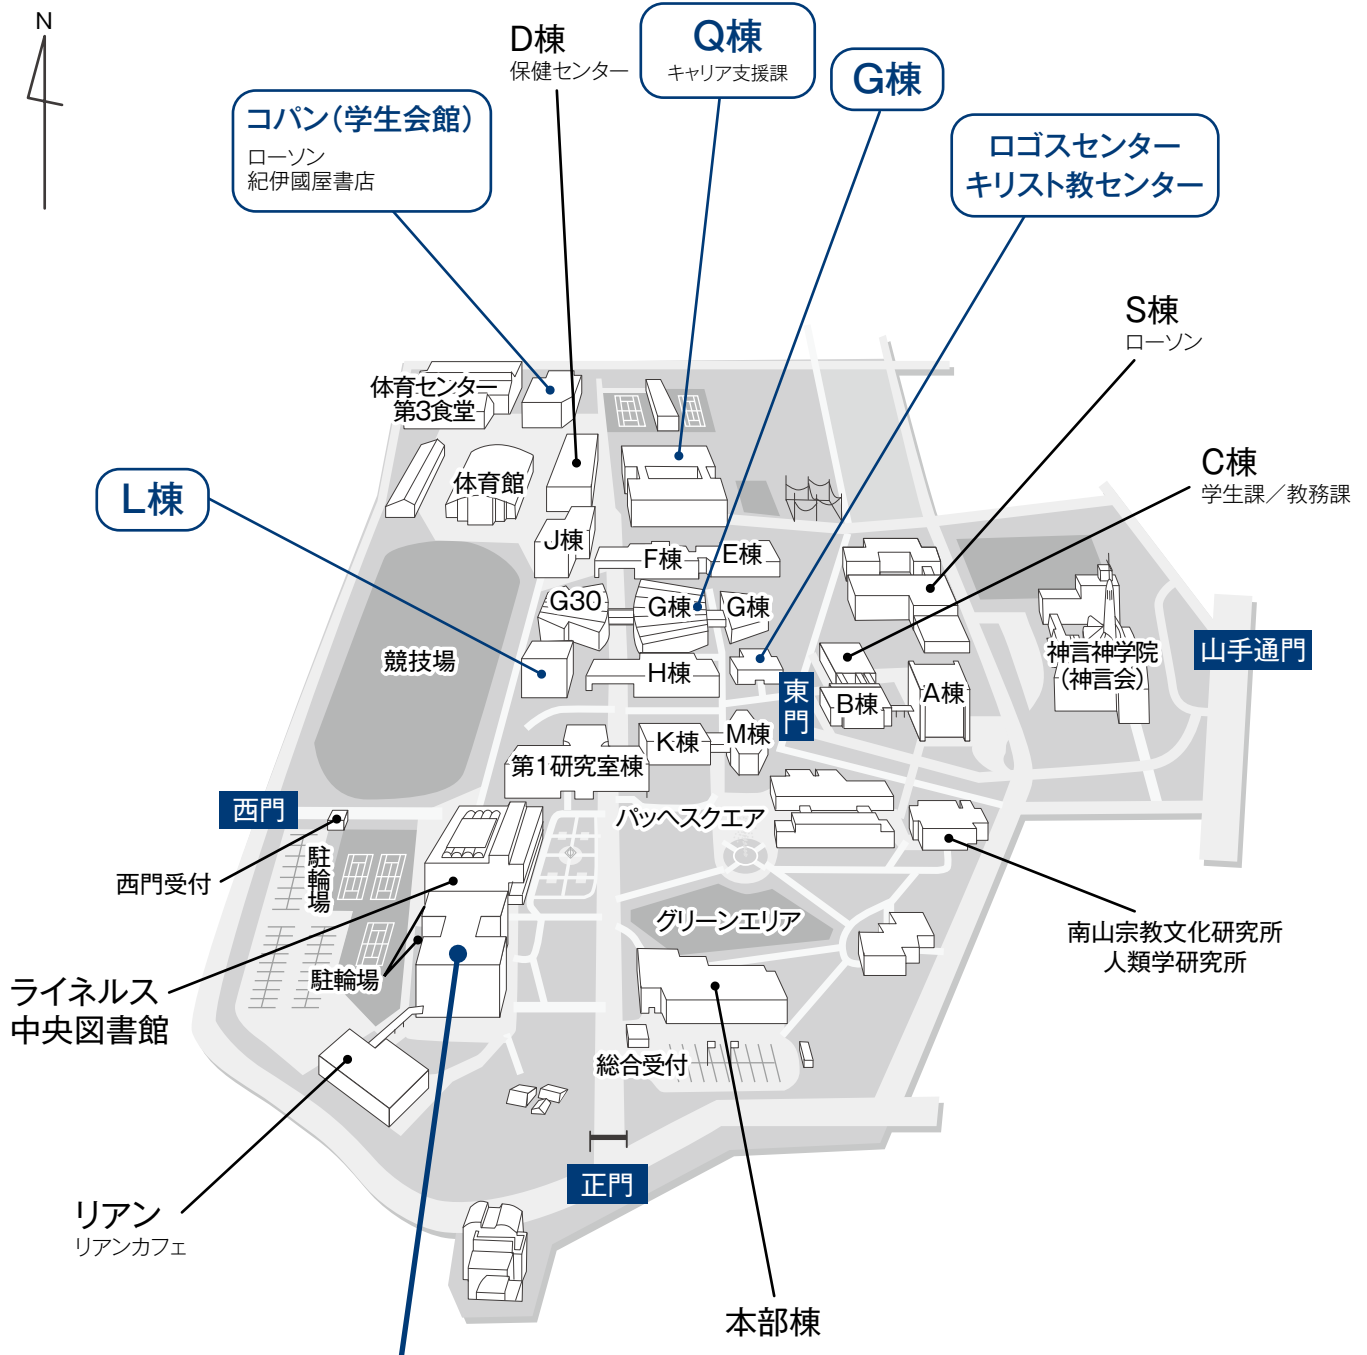 N
D棟
保健センター
Q棟
キャリア支援課
G棟
コパン(学生会館)
ローソン
紀伊國屋書店
ロゴスセンター
キリスト教センター
S棟
ローソン
C棟
学生課／教務課
L棟
体育センター
第3食堂
体育館
J棟
F棟
E棟
G30
G棟
G棟
競技場
H棟
神言神学院
(神言会)
山手通門
東門
B棟
A棟
K棟
M棟
第1研究室棟
西門
パッヘスクエア
駐輪場
西門受付
グリーンエリア
南山宗教文化研究所
人類学研究所
駐輪場
ライネルス
中央図書館
総合受付
正門
リアン
リアンカフェ
本部棟